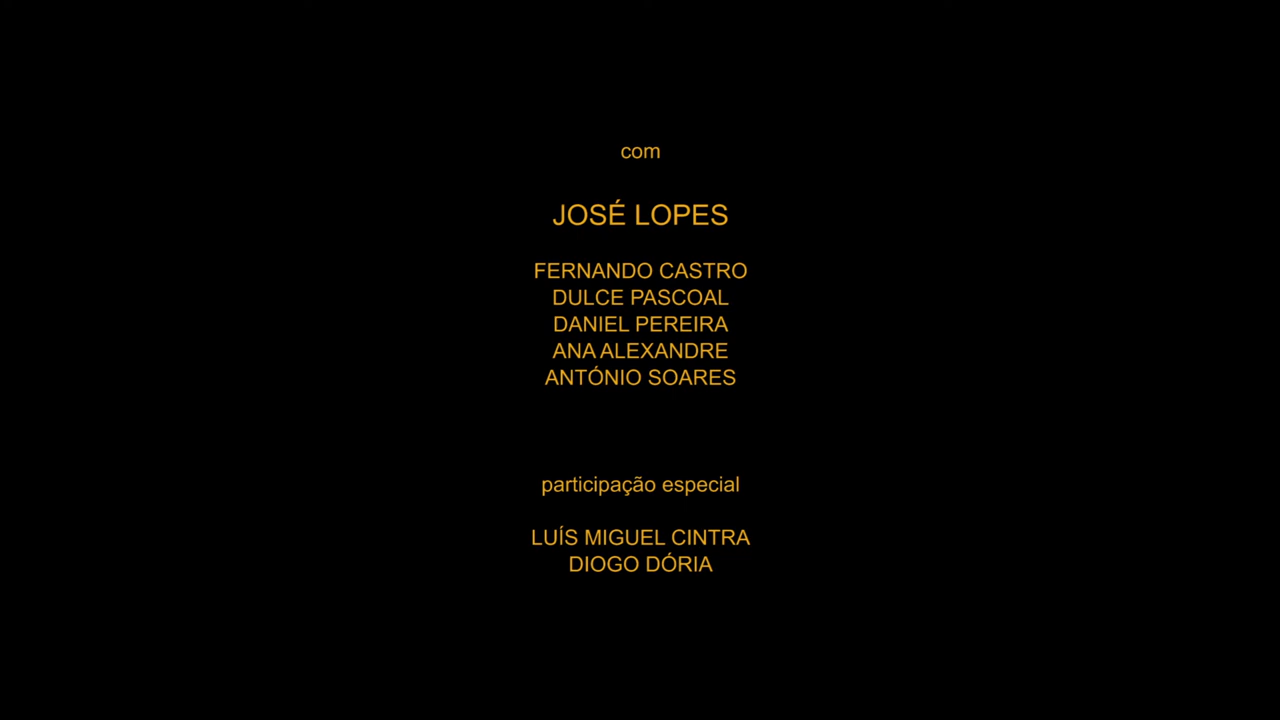 com
JOSÉ LOPES
FERNANDO CASTRO
DULCE PASCOAL
DANIEL PEREIRA
ANA ALEXANDRE
ANTÓNIO SOARES
participação especial
LUÍS MIGUEL CINTRA
DIOGO DÓRIA